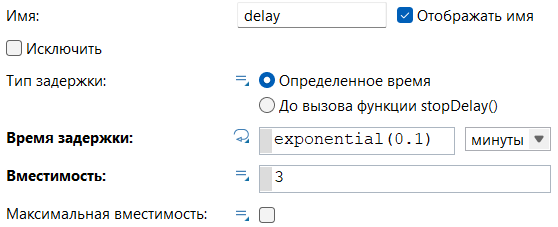 Имя: delay Отображать имя
Исключить
Тип задержки: Определенное время
До вызова функции stopDelay()
Время задержки: exponential(0.1) минуты
Вместимость: 3
Максимальная вместимость: